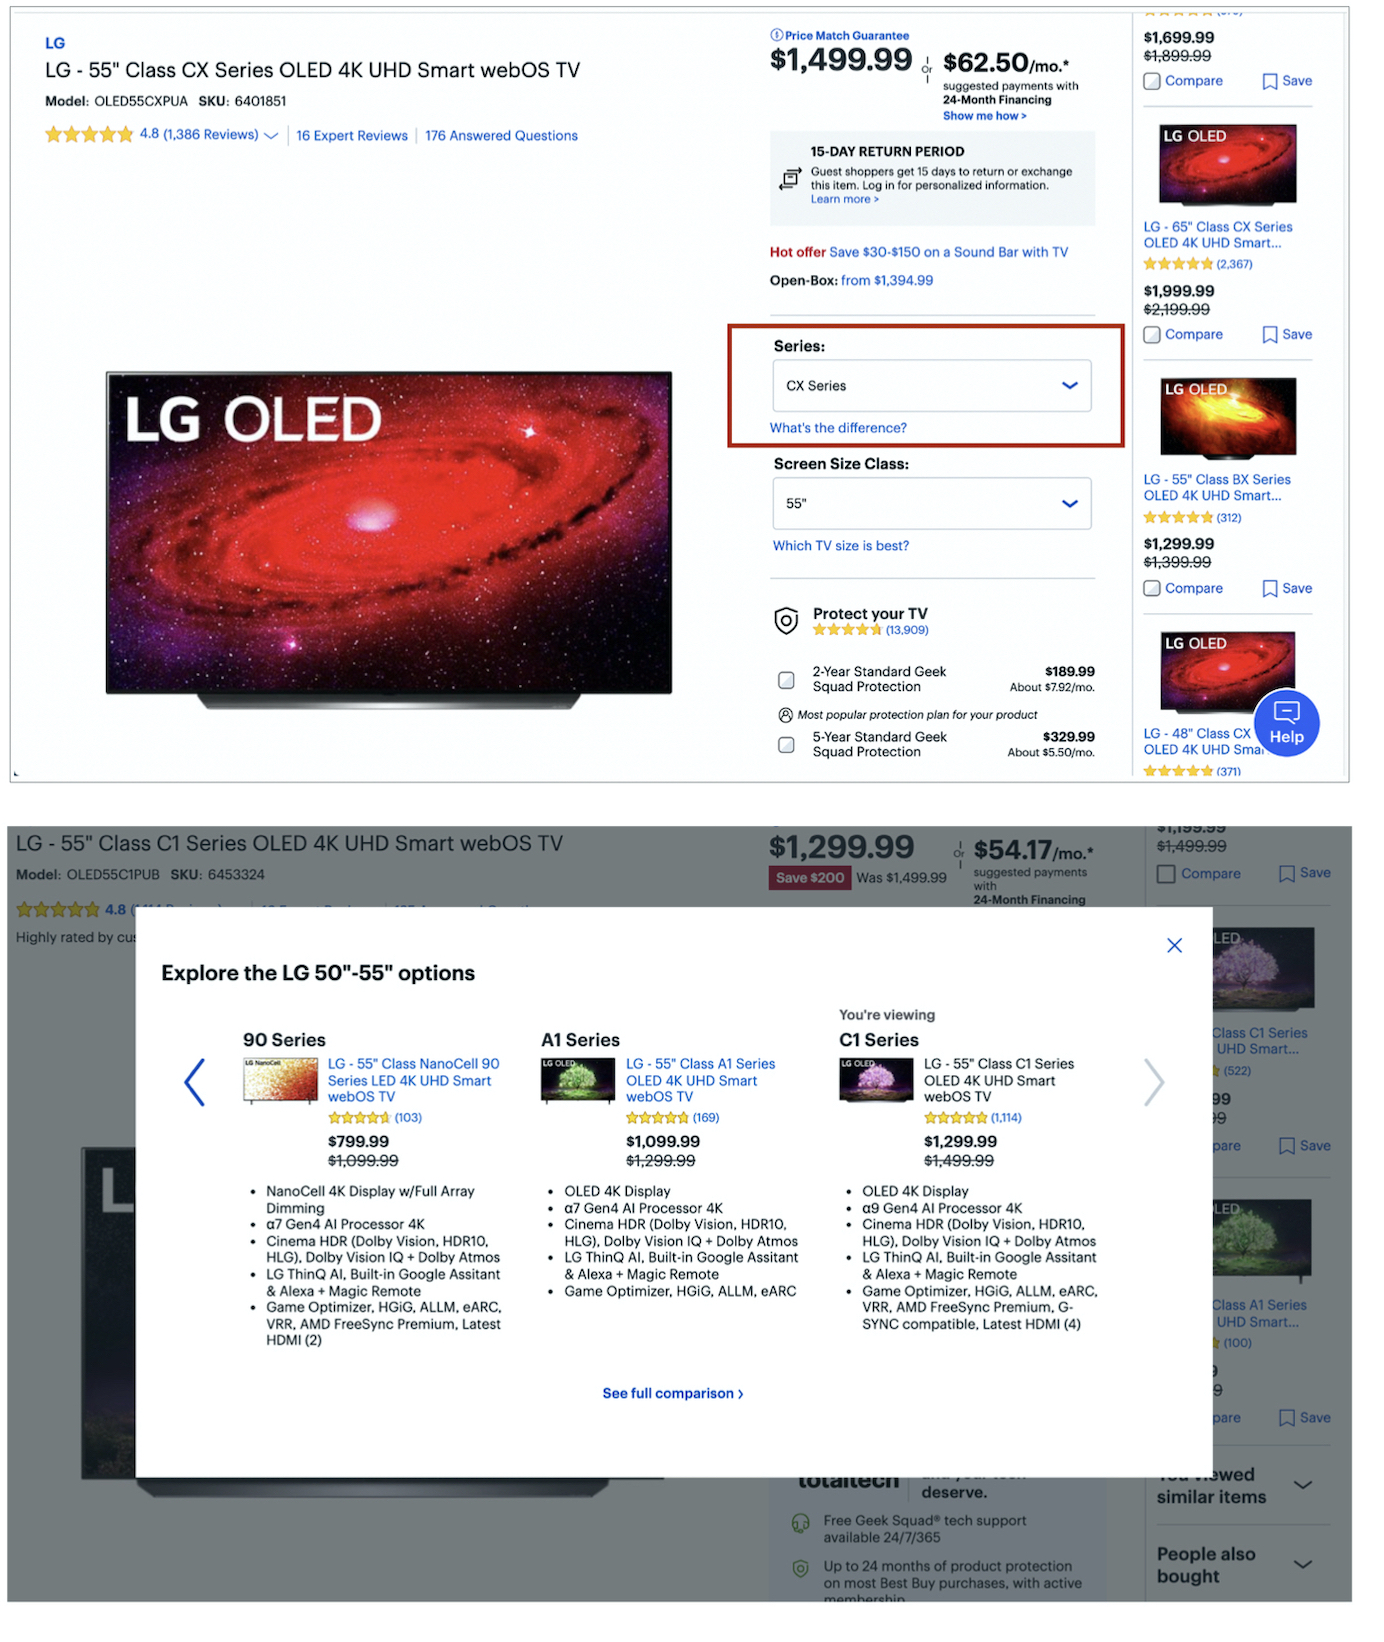 LG
LG - 55" Class CX Series OLED 4K UHD Smart webOS TV
Model: OLED55CXPUA SKU: 6401851
4.8 (1,386 Reviews)
16 Expert Reviews
176 Answered Questions
LG OLED
Price Match Guarantee
$1,499.99
or
$62.50/mo.*
suggested payments with
24-Month Financing
Show me how >
15-DAY RETURN PERIOD
Guest shoppers get 15 days to return or exchange
this item. Log in for personalized information.
Learn more >
Hot offer Save $30-$150 on a Sound Bar with TV
Open-Box: from $1,394.99
Series:
CX Series
What's the difference?
Screen Size Class:
55"
Which TV size is best?
Protect your TV
(13,909)
2-Year Standard Geek
Squad Protection
$189.99
About $7.92/mo.
Most popular protection plan for your product
5-Year Standard Geek
Squad Protection
$329.99
About $5.50/mo.
$1,699.99
$1,899.99
Compare
Save
LG OLED
LG - 65" Class CX Series
OLED 4K UHD Smart...
(2,367)
$1,999.99
$2,199.99
Compare
Save
LG OLED
LG - 55" Class BX Series
OLED 4K UHD Smart...
(312)
$1,299.99
$1,399.99
Compare
Save
LG OLED
LG - 48" Class CX
OLED 4K UHD Smar
(371)
Help
LG - 55" Class C1 Series OLED 4K UHD Smart webOS TV
Model: OLED55C1PUB SKU: 6453324
4.8
Highly rated by cus
$1,299.99
Save $200 Was $1,499.99
or
$54.17/mo.*
suggested payments
with
24-Month Financing
$1,199.99
$1,499.99
Compare
Save
Explore the LG 50"-55" options
90 Series
LG NanoCell
LG - 55" Class NanoCell 90
Series LED 4K UHD Smart
webOS TV
(103)
$799.99
$1,099.99
• NanoCell 4K Display w/Full Array
Dimming
• α7 Gen4 AI Processor 4K
• Cinema HDR (Dolby Vision, HDR10,
HLG), Dolby Vision IQ + Dolby Atmos
• LG ThinQ AI, Built-in Google Assitant
& Alexa + Magic Remote
• Game Optimizer, HGiG, ALLM, eARC,
VRR, AMD FreeSync Premium, Latest
HDMI (2)
A1 Series
LG OLED
LG - 55" Class A1 Series
OLED 4K UHD Smart
webOS TV
(169)
$1,099.99
$1,299.99
• OLED 4K Display
• α7 Gen4 AI Processor 4K
• Cinema HDR (Dolby Vision, HDR10,
HLG), Dolby Vision IQ + Dolby Atmos
• LG ThinQ AI, Built-in Google Assitant
& Alexa + Magic Remote
• Game Optimizer, HGiG, ALLM, eARC
You're viewing
C1 Series
LG OLED
LG - 55" Class C1 Series
OLED 4K UHD Smart
webOS TV
(1,114)
$1,299.99
$1,499.99
• OLED 4K Display
• α9 Gen4 AI Processor 4K
• Cinema HDR (Dolby Vision, HDR10,
HLG), Dolby Vision IQ + Dolby Atmos
• LG ThinQ AI, Built-in Google Assitant
& Alexa + Magic Remote
• Game Optimizer, HGiG, ALLM, eARC,
VRR, AMD FreeSync Premium, G-
SYNC compatible, Latest HDMI (4)
See full comparison >
L
LED
Class C1 Series
UHD Smart...
(522)
99
99
pare
Save
LED
Class A1 Series
UHD Smart...
(100)
9
9
pare
Save
You viewed
similar items
People also
bought
totaltech
and your tech
deserve.
Free Geek Squad® tech support
available 24/7/365
Up to 24 months of product protection
on most Best Buy purchases, with active
membership